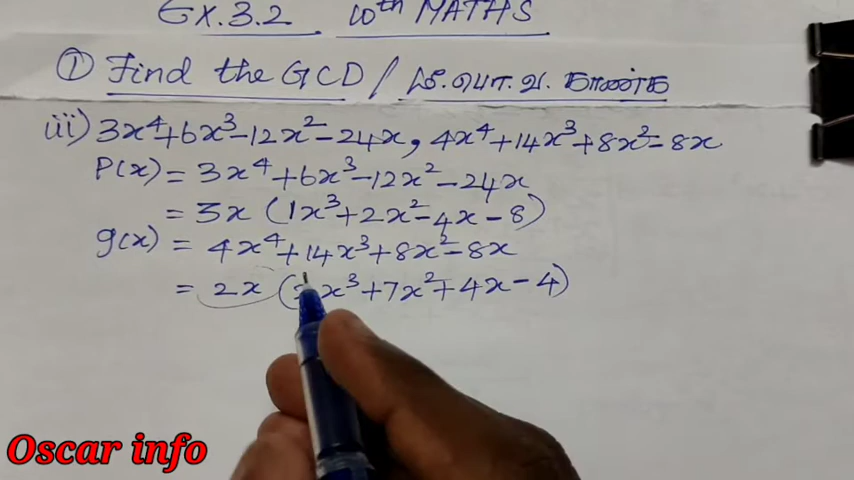 Ex.3.2 10th MATHS
① Find the GCD / மீ.பொ.வ. காண்க
iii) 3x⁴+6x³-12x²-24x, 4x⁴+14x³+8x²-8x.
P(x) = 3x⁴+6x³-12x²-24x
= 3x (1x³+2x²-4x-8)
g(x) = 4x⁴+14x³+8x²-8x
= 2x (2x³+7x²+4x-4)
Oscar info